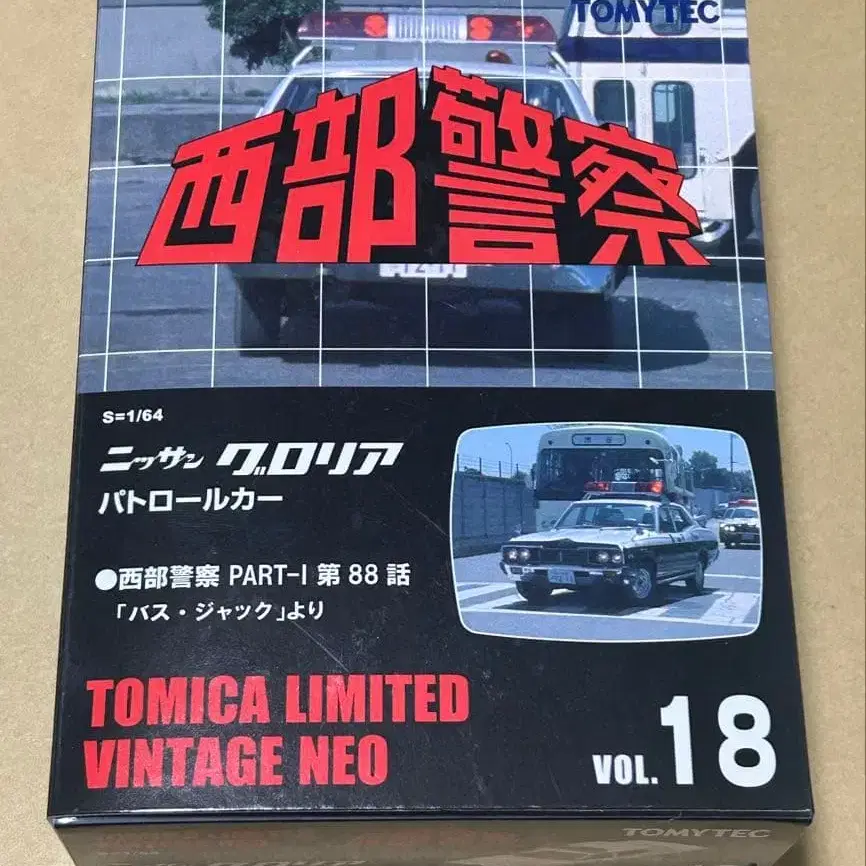 TOMYTEC
西部警察
S=1/64
ニッサン グロリア
パトロールカー
●西部警察 PART-I 第88話
「バス・ジャック」より
TOMICA LIMITED
VINTAGE NEO
VOL.18
TOMYTEC